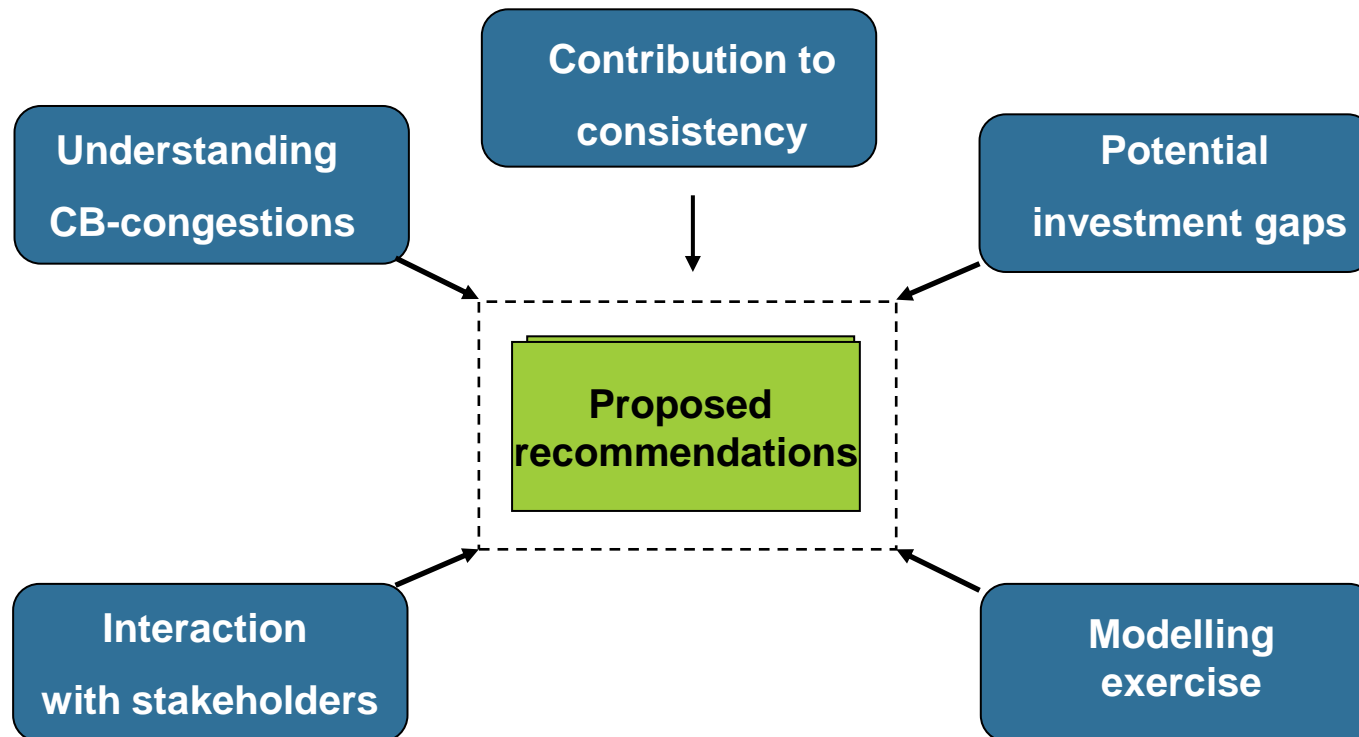 Contribution to
consistency
Understanding
CB-congestions
Potential
investment gaps
Proposed
recommendations
Interaction
with stakeholders
Modelling
exercise